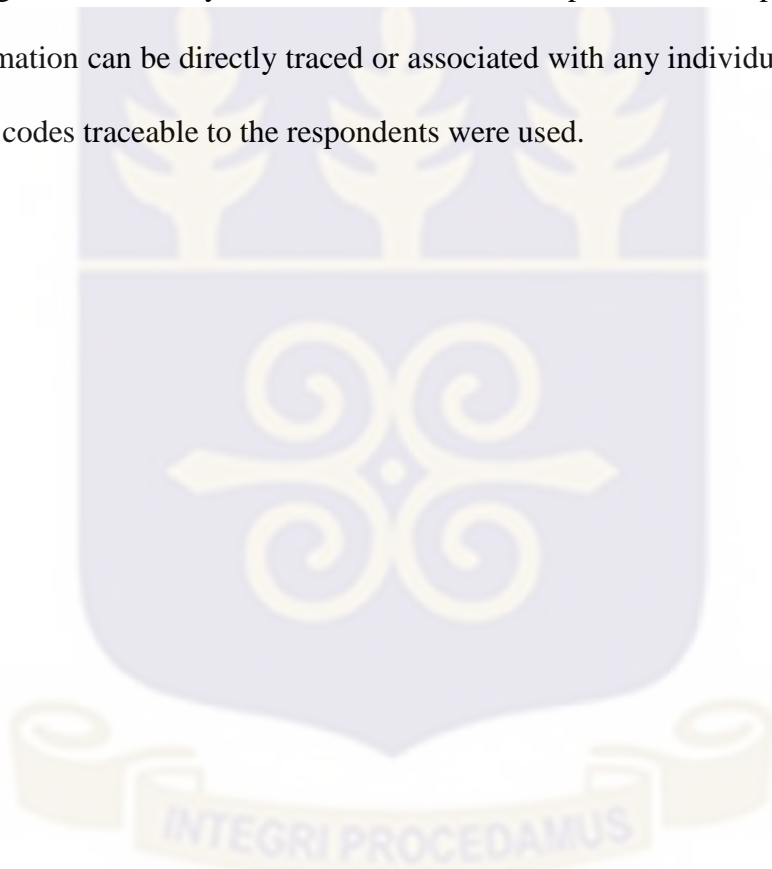 mation can be directly traced or associated with any individu
codes traceable to the respondents were used.
INTEGRI PROCEDAMUS